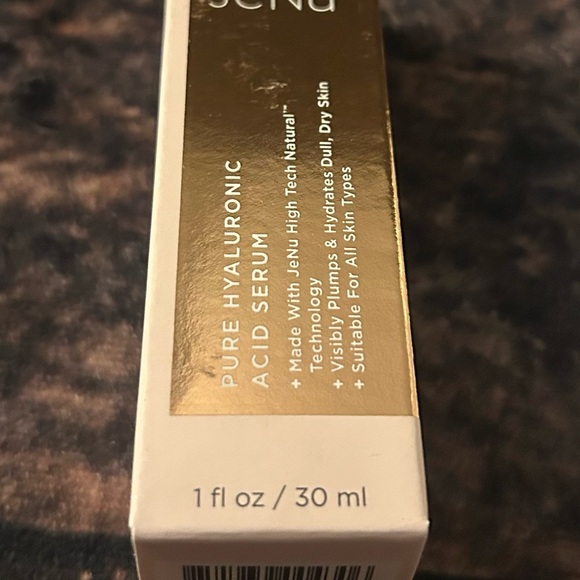 JeNu
PURE HYALURONIC
ACID SERUM
+ Made With JeNu High Tech Natural™
Technology
+ Visibly Plumps & Hydrates Dull, Dry Skin
+ Suitable For All Skin Types
1 fl oz / 30 ml